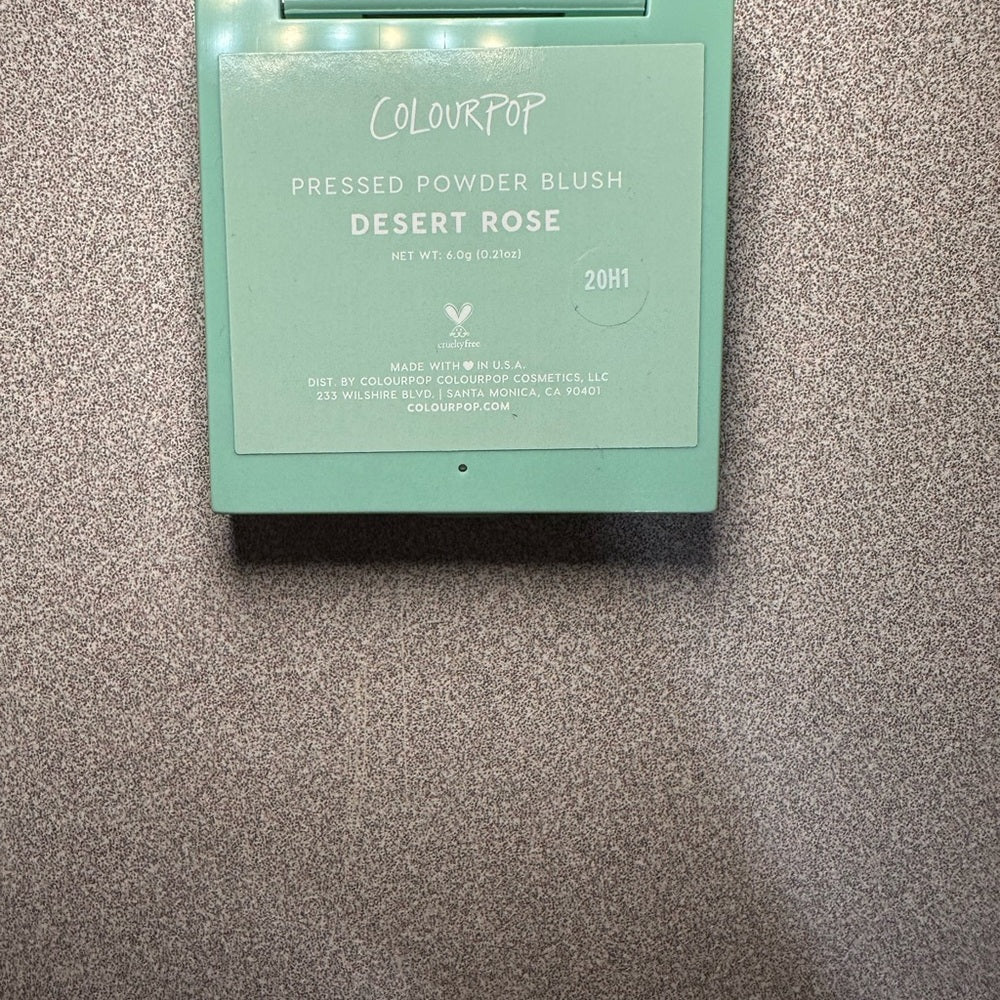 COLOURPOP
PRESSED POWDER BLUSH
DESERT ROSE
NET WT: 6.0g (0.21oz)
20H1
crueltyfree
MADE WITH ♥ IN U.S.A.
DIST. BY COLOURPOP COLOURPOP COSMETICS, LLC
233 WILSHIRE BLVD. | SANTA MONICA, CA 90401
COLOURPOP.COM